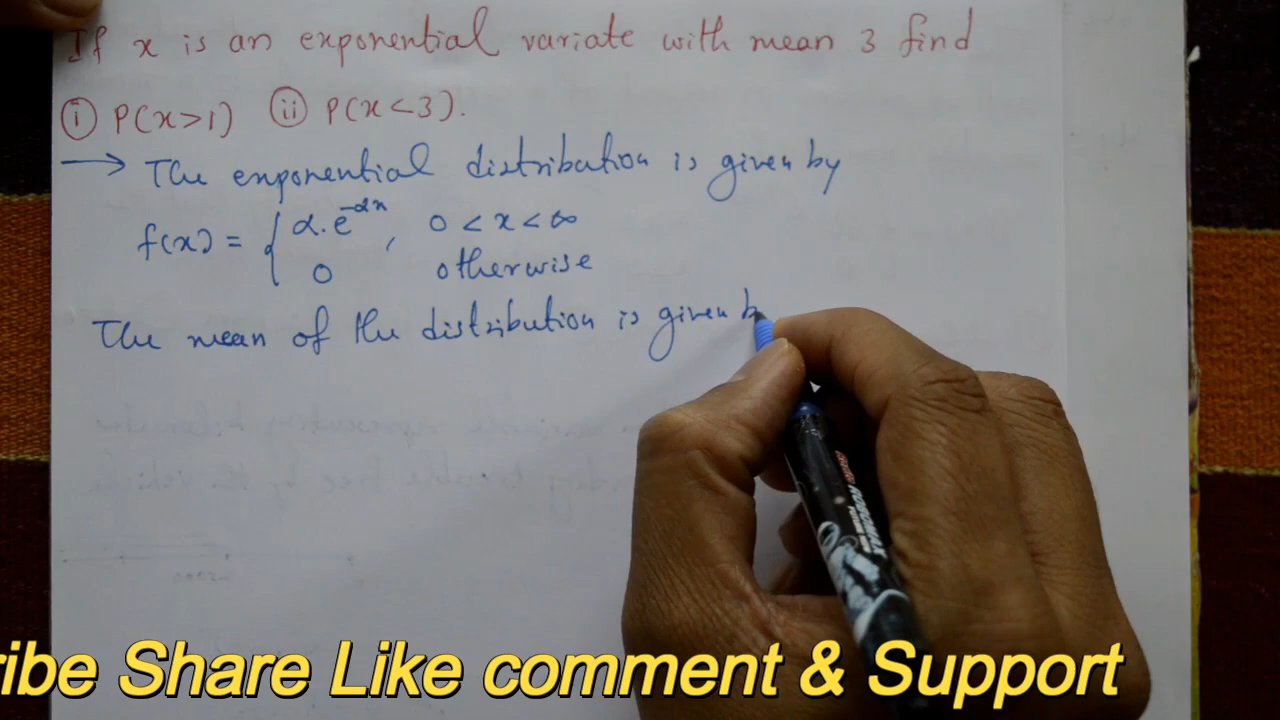 If x is an exponential variate with mean 3 find
(i) P(x>1) (ii) P(x<3).
→ The exponential distribution is given by
f(x) = { α.e^-αx, 0 < x < ∞
0 otherwise
The mean of the distribution is given b
ribe Share Like comment & Support